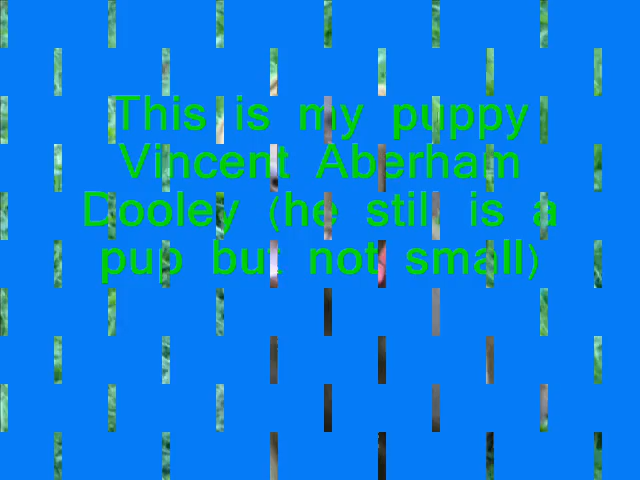 This is my puppy
Vincent Aberham
Dooley (he still is a
pup but not small)